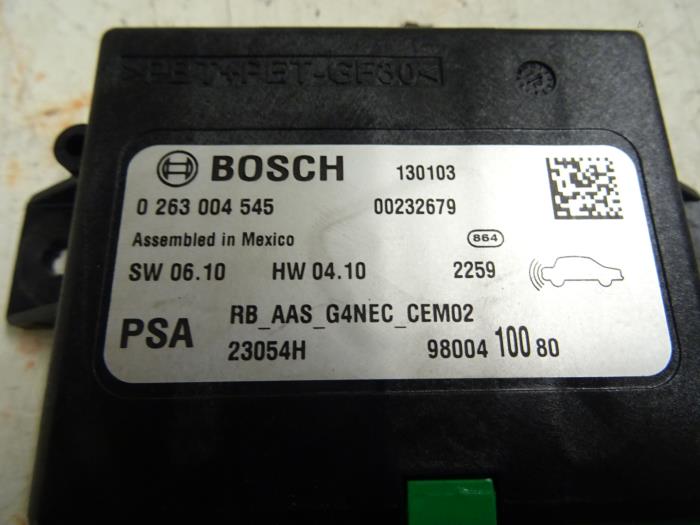 >PBT+PET-GF30<
BOSCH 130103
0 263 004 545 00232679
Assembled in Mexico 864
SW 06.10 HW 04.10 2259
PSA RB_AAS_G4NEC_CEM02
23054H 98004 100 80